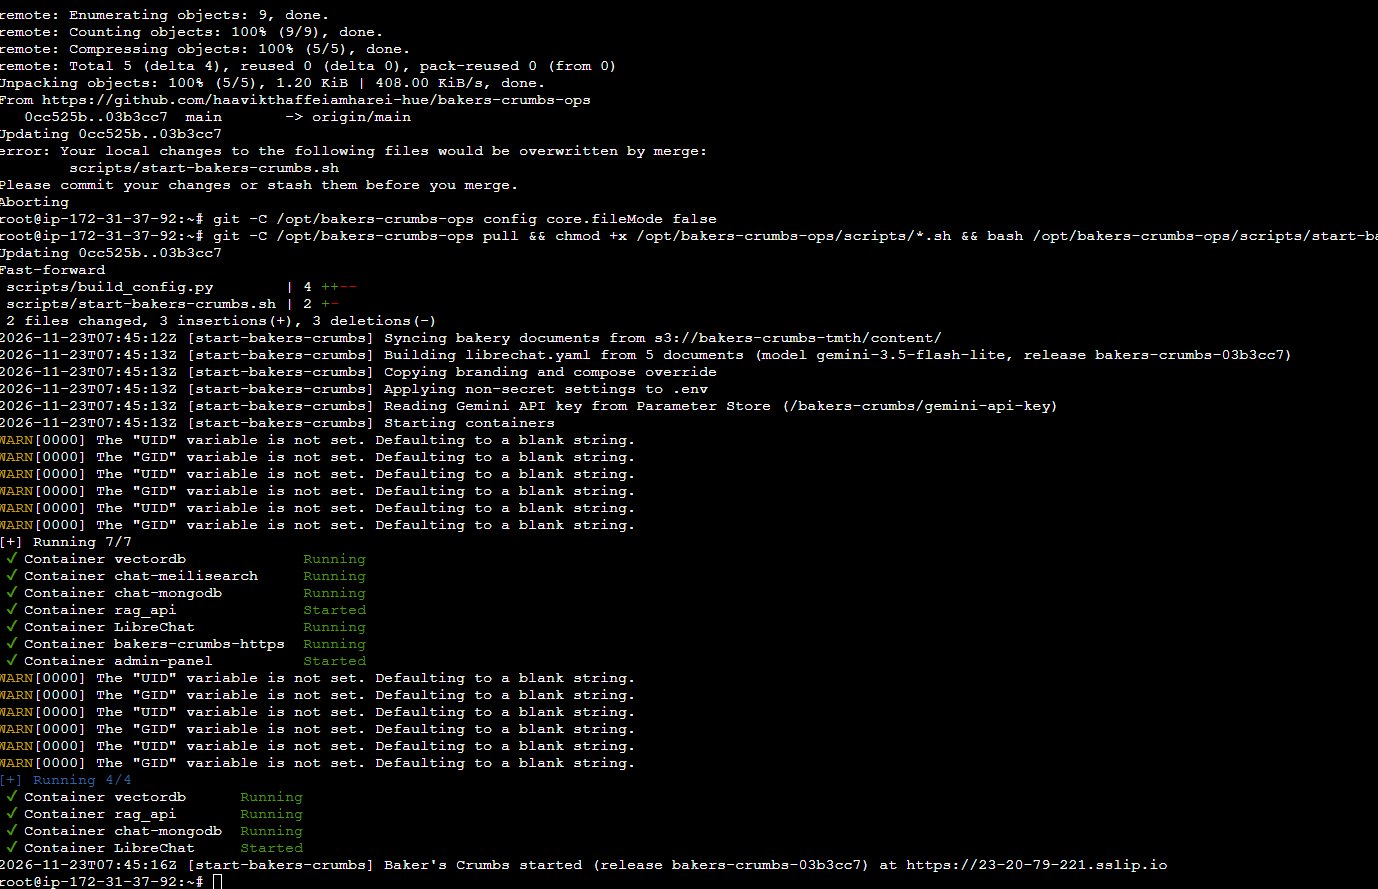 remote: Enumerating objects: 9, done.
remote: Counting objects: 100% (9/9), done.
remote: Compressing objects: 100% (5/5), done.
remote: Total 5 (delta 4), reused 0 (delta 0), pack-reused 0 (from 0)
Unpacking objects: 100% (5/5), 1.20 KiB | 408.00 KiB/s, done.
From https://github.com/haavikthaffeiamharei-hue/bakers-crumbs-ops
   0cc525b..03b3cc7  main       -> origin/main
Updating 0cc525b..03b3cc7
error: Your local changes to the following files would be overwritten by merge:
        scripts/start-bakers-crumbs.sh
Please commit your changes or stash them before you merge.
Aborting
root@ip-172-31-37-92:~# git -C /opt/bakers-crumbs-ops config core.fileMode false
root@ip-172-31-37-92:~# git -C /opt/bakers-crumbs-ops pull && chmod +x /opt/bakers-crumbs-ops/scripts/*.sh && bash /opt/bakers-crumbs-ops/scripts/start-ba
Updating 0cc525b..03b3cc7
Fast-forward
 scripts/build_config.py        | 4 ++--
 scripts/start-bakers-crumbs.sh | 2 +-
 2 files changed, 3 insertions(+), 3 deletions(-)
2026-11-23T07:45:12Z [start-bakers-crumbs] Syncing bakery documents from s3://bakers-crumbs-tmth/content/
2026-11-23T07:45:13Z [start-bakers-crumbs] Building librechat.yaml from 5 documents (model gemini-3.5-flash-lite, release bakers-crumbs-03b3cc7)
2026-11-23T07:45:13Z [start-bakers-crumbs] Copying branding and compose override
2026-11-23T07:45:13Z [start-bakers-crumbs] Applying non-secret settings to .env
2026-11-23T07:45:13Z [start-bakers-crumbs] Reading Gemini API key from Parameter Store (/bakers-crumbs/gemini-api-key)
2026-11-23T07:45:13Z [start-bakers-crumbs] Starting containers
WARN[0000] The "UID" variable is not set. Defaulting to a blank string.
WARN[0000] The "GID" variable is not set. Defaulting to a blank string.
WARN[0000] The "UID" variable is not set. Defaulting to a blank string.
WARN[0000] The "GID" variable is not set. Defaulting to a blank string.
WARN[0000] The "UID" variable is not set. Defaulting to a blank string.
WARN[0000] The "GID" variable is not set. Defaulting to a blank string.
[+] Running 7/7
 ✓ Container vectordb             Running
 ✓ Container chat-meilisearch     Running
 ✓ Container chat-mongodb         Running
 ✓ Container rag_api              Started
 ✓ Container LibreChat            Running
 ✓ Container bakers-crumbs-https  Running
 ✓ Container admin-panel          Started
WARN[0000] The "UID" variable is not set. Defaulting to a blank string.
WARN[0000] The "GID" variable is not set. Defaulting to a blank string.
WARN[0000] The "UID" variable is not set. Defaulting to a blank string.
WARN[0000] The "GID" variable is not set. Defaulting to a blank string.
WARN[0000] The "UID" variable is not set. Defaulting to a blank string.
WARN[0000] The "GID" variable is not set. Defaulting to a blank string.
[+] Running 4/4
 ✓ Container vectordb      Running
 ✓ Container rag_api       Running
 ✓ Container chat-mongodb  Running
 ✓ Container LibreChat     Started
2026-11-23T07:45:16Z [start-bakers-crumbs] Baker's Crumbs started (release bakers-crumbs-03b3cc7) at https://23-20-79-221.sslip.io
root@ip-172-31-37-92:~#